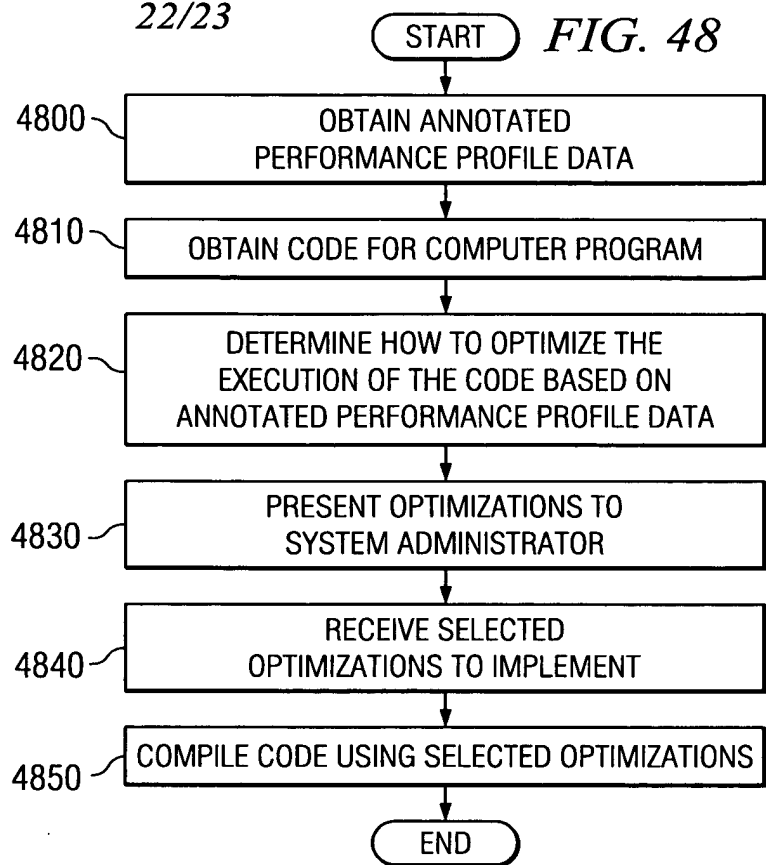 22/23
FIG. 48
START
4800
OBTAIN ANNOTATED
PERFORMANCE PROFILE DATA
4810
OBTAIN CODE FOR COMPUTER PROGRAM
4820
DETERMINE HOW TO OPTIMIZE THE
EXECUTION OF THE CODE BASED ON
ANNOTATED PERFORMANCE PROFILE DATA
4830
PRESENT OPTIMIZATIONS TO
SYSTEM ADMINISTRATOR
4840
RECEIVE SELECTED
OPTIMIZATIONS TO IMPLEMENT
4850
COMPILE CODE USING SELECTED OPTIMIZATIONS
END